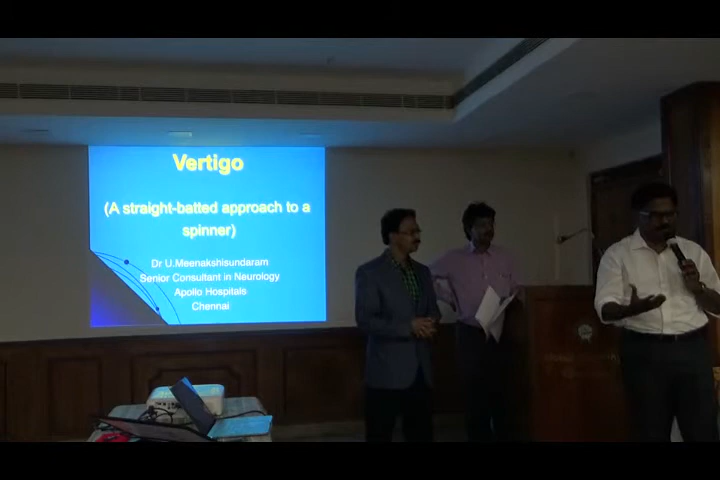 Vertigo
(A straight-batted approach to a
spinner)
Dr U.Meenakshisundaram
Senior Consultant in Neurology
Apollo Hospitals
Chennai